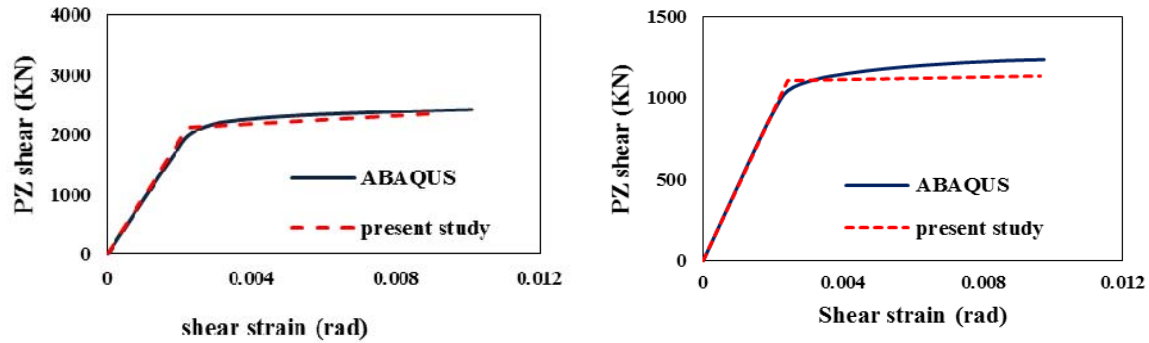 PZ shear (KN)
4000
3000
2000
1000
0
ABAQUS
present study
0
0.004
0.008
0.012
shear strain (rad)
PZ shear (KN)
1500
1000
500
0
ABAQUS
present study
0
0.004
0.008
0.012
Shear strain (rad)